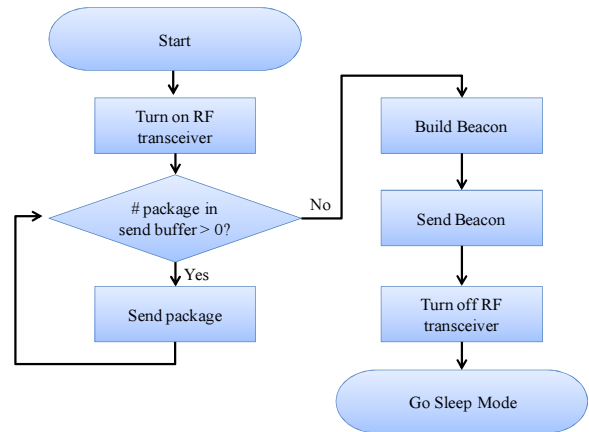 Start
Turn on RF
transceiver
# package in
send buffer > 0?
Yes
Send package
No
Build Beacon
Send Beacon
Turn off RF
transceiver
Go Sleep Mode